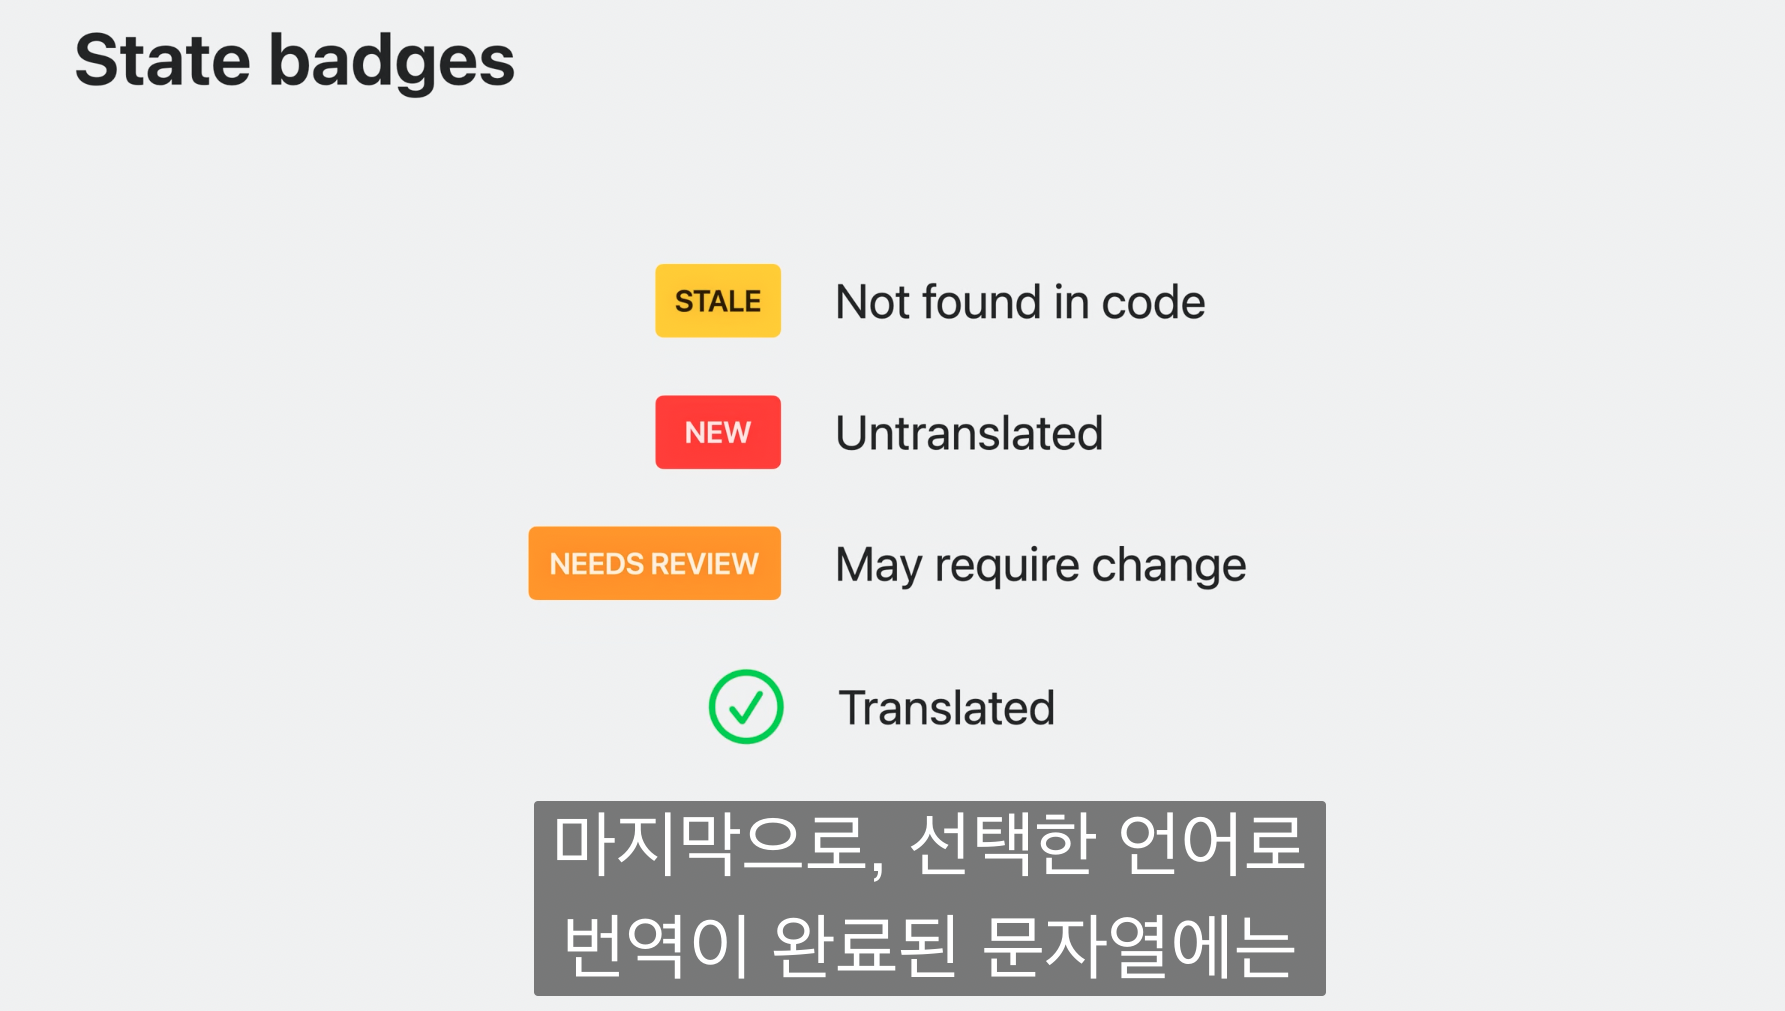 State badges
STALE Not found in code
NEW Untranslated
NEEDS REVIEW May require change
Translated
마지막으로, 선택한 언어로
번역이 완료된 문자열에는